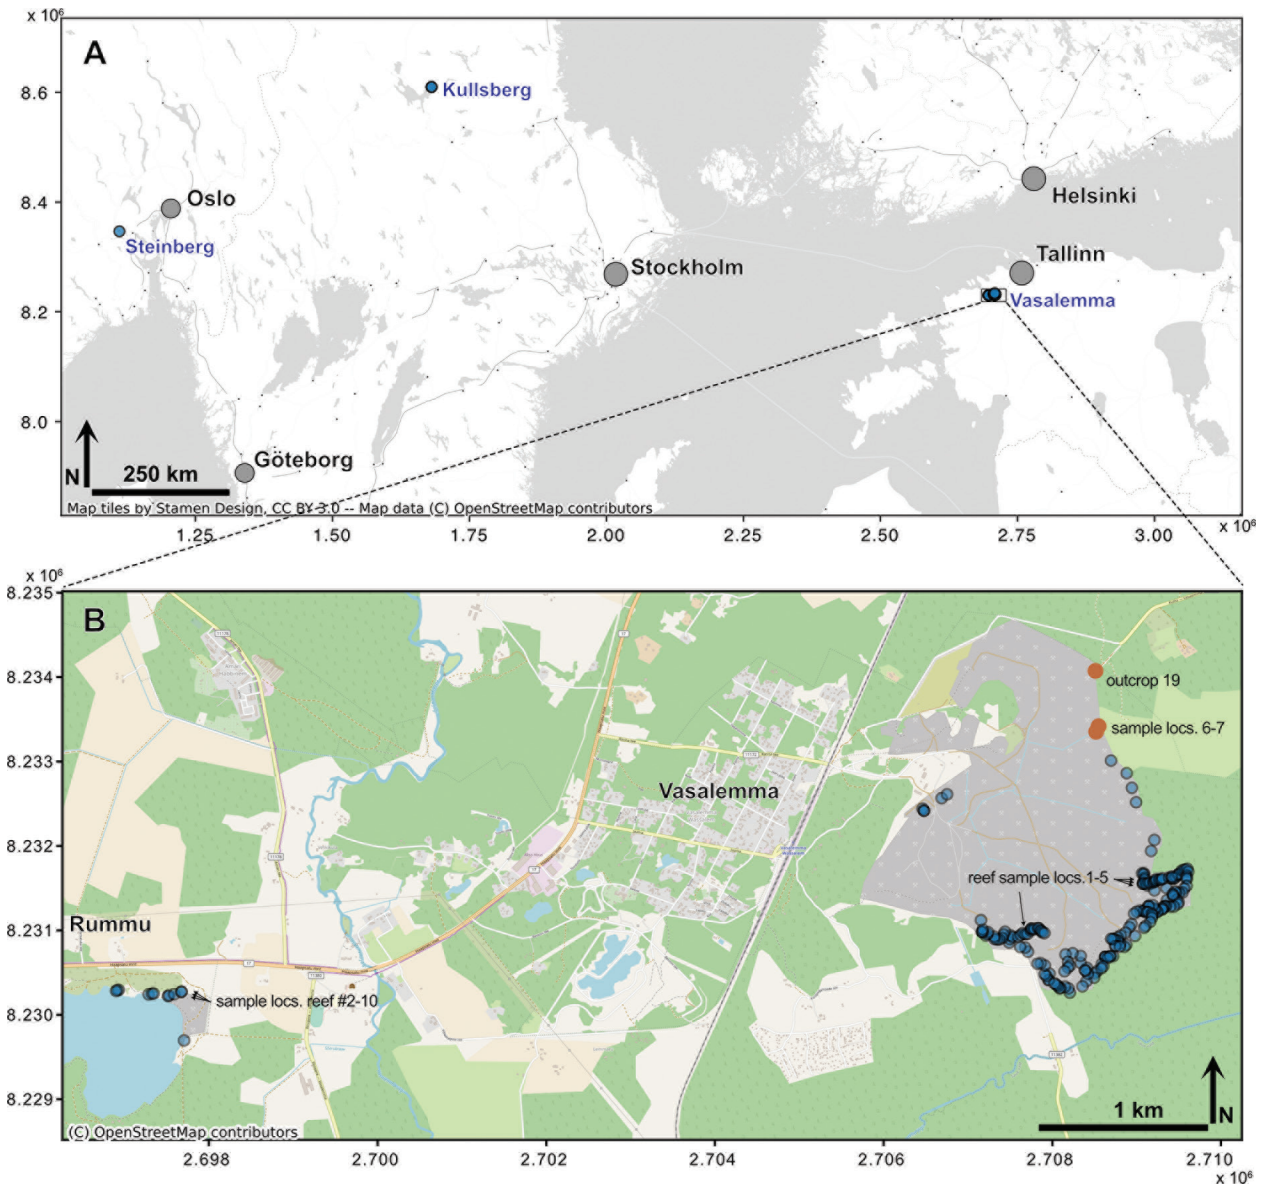 x 10⁶
A
8.6
8.4
8.2
8.0
Kullsberg
Oslo
Steinberg
Helsinki
Tallinn
Stockholm
Vasalemma
Göteborg
N
250 km
Map tiles by Stamen Design, CC BY 3.0 -- Map data (C) OpenStreetMap contributors
1.25 1.50 1.75 2.00 2.25 2.50 2.75 3.00
x 10⁶
x 10⁶
B
8.235
8.234
8.233
8.232
8.231
8.230
8.229
outcrop 19
sample locs. 6-7
Vasalemma
reef sample locs.1-5
Rummu
sample locs. reef #2-10
1 km
N
(C) OpenStreetMap contributors
2.698 2.700 2.702 2.704 2.706 2.708 2.710
x 10⁶